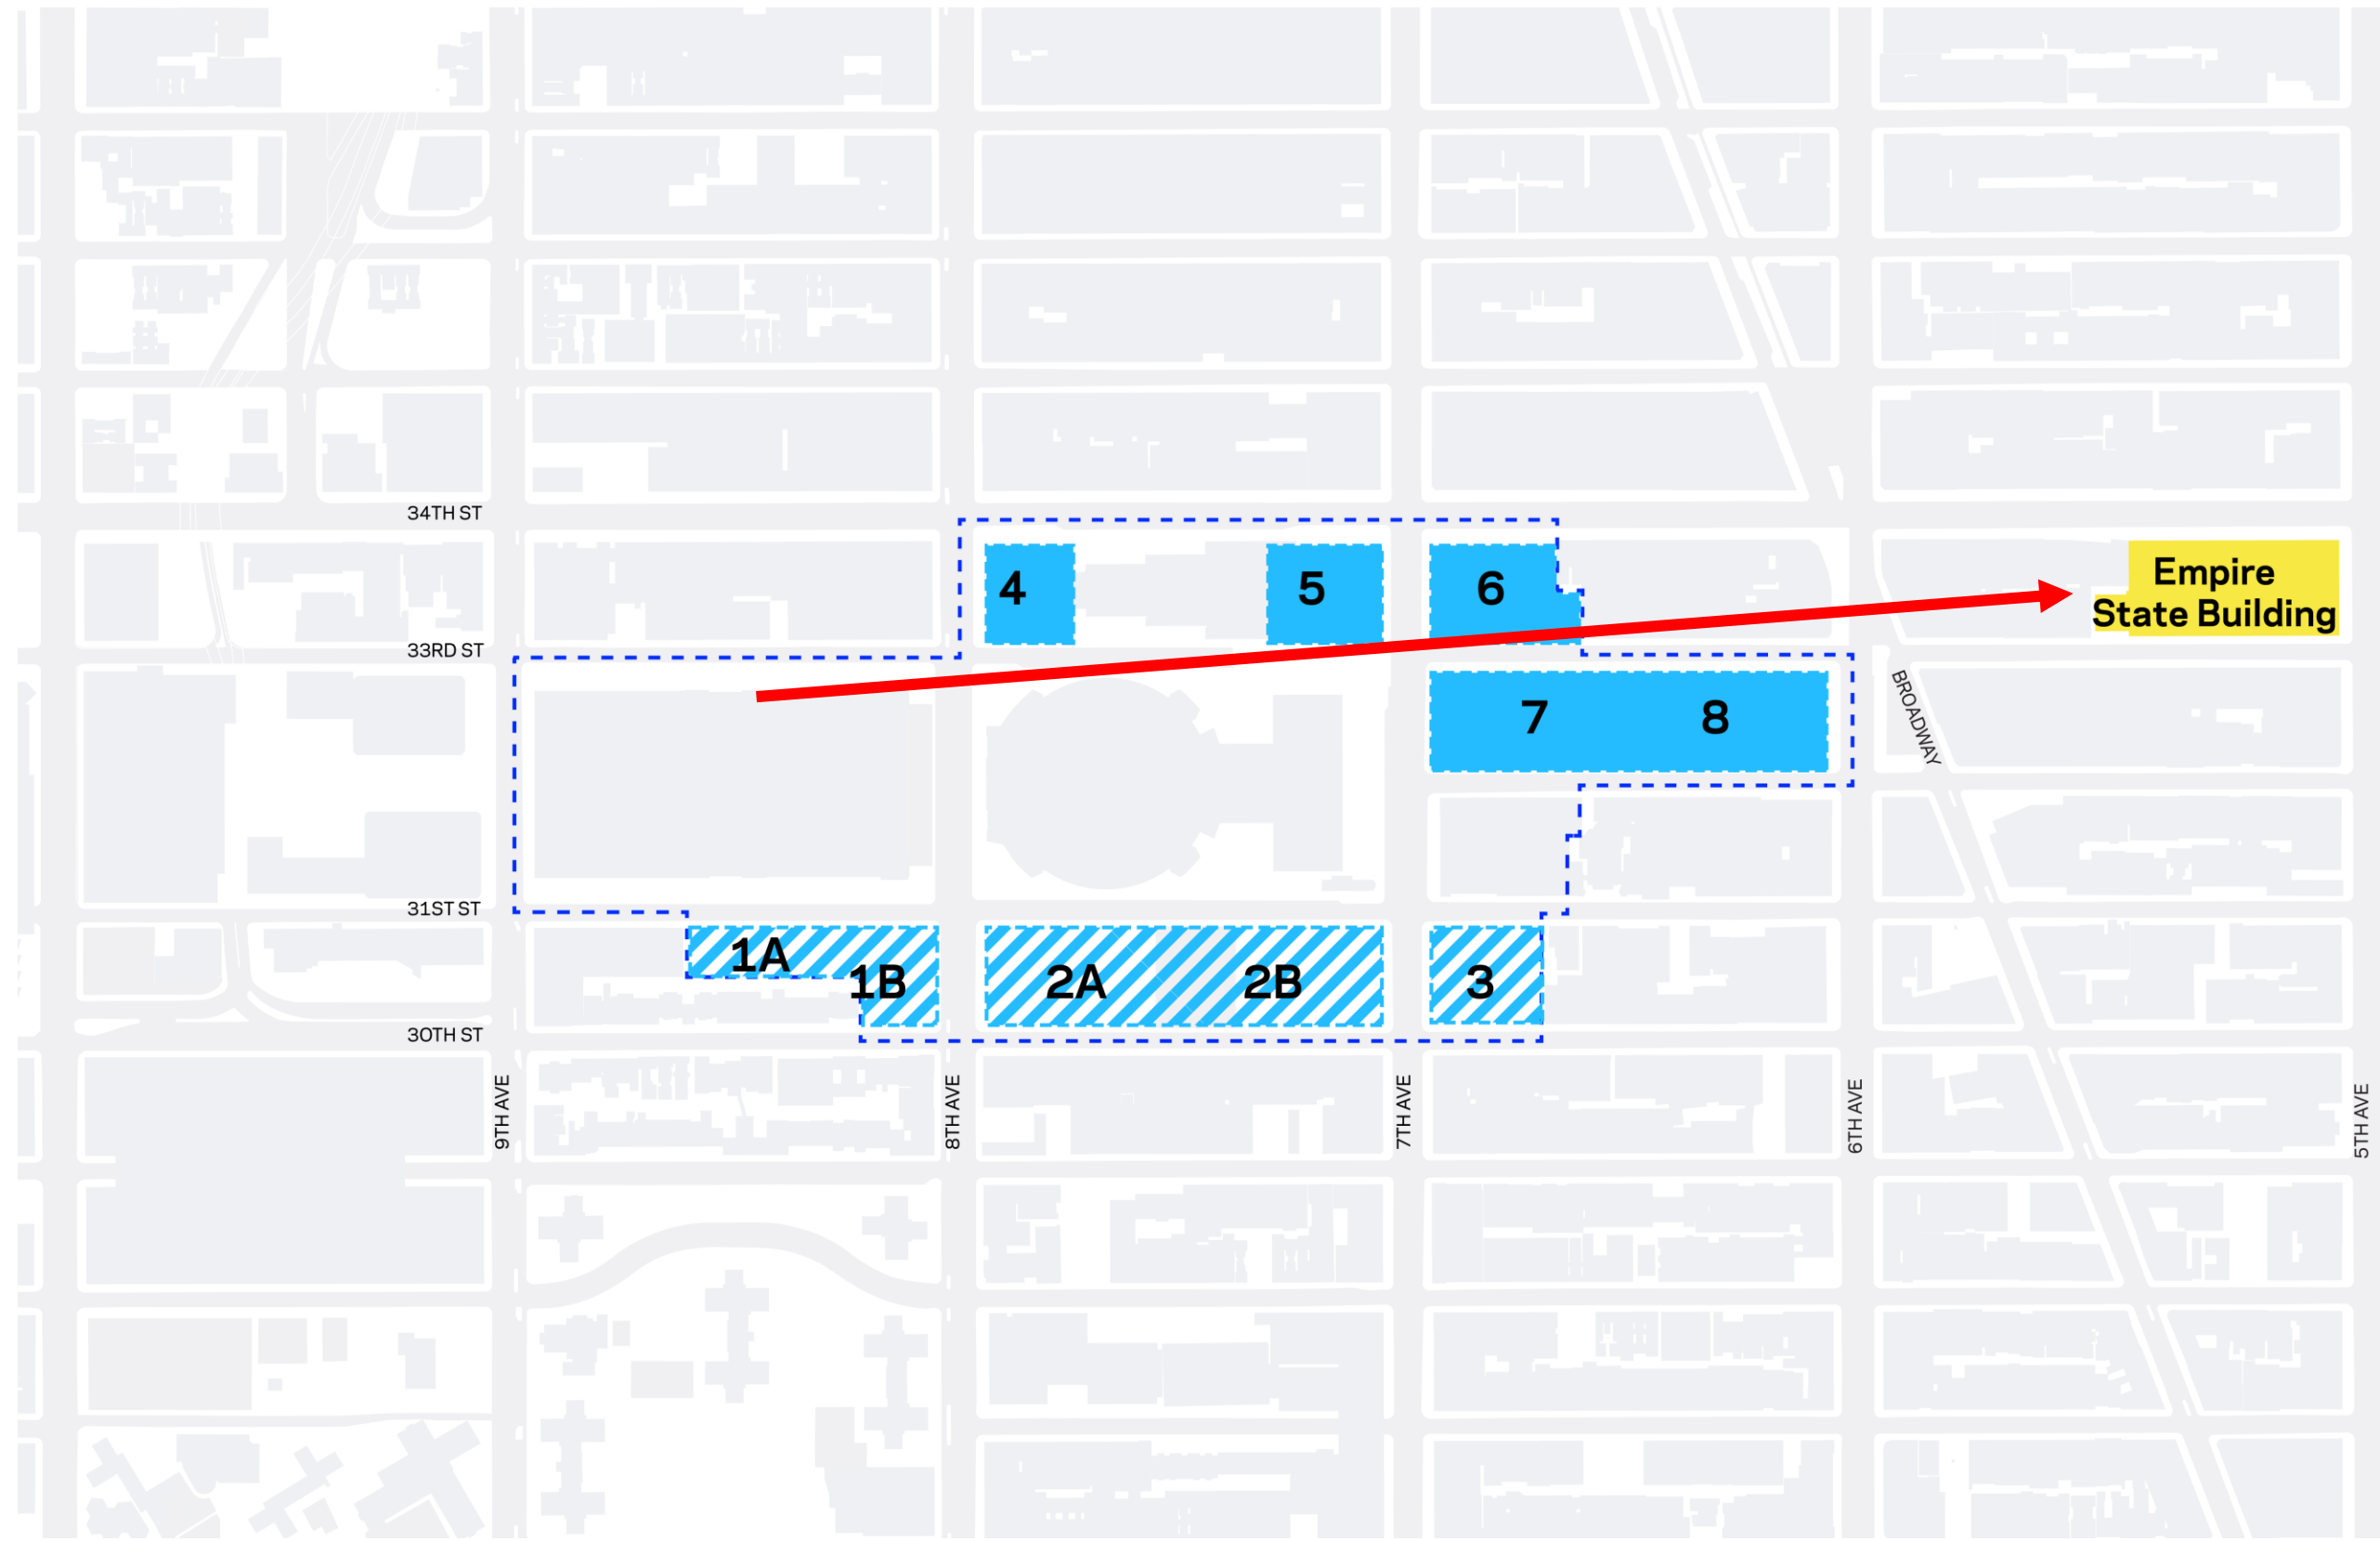 34TH ST
4
5
6
Empire
State Building
33RD ST
7
8
BROADWAY
31ST ST
1A
1B
2A
2B
3
30TH ST
9TH AVE
8TH AVE
7TH AVE
6TH AVE
5TH AVE